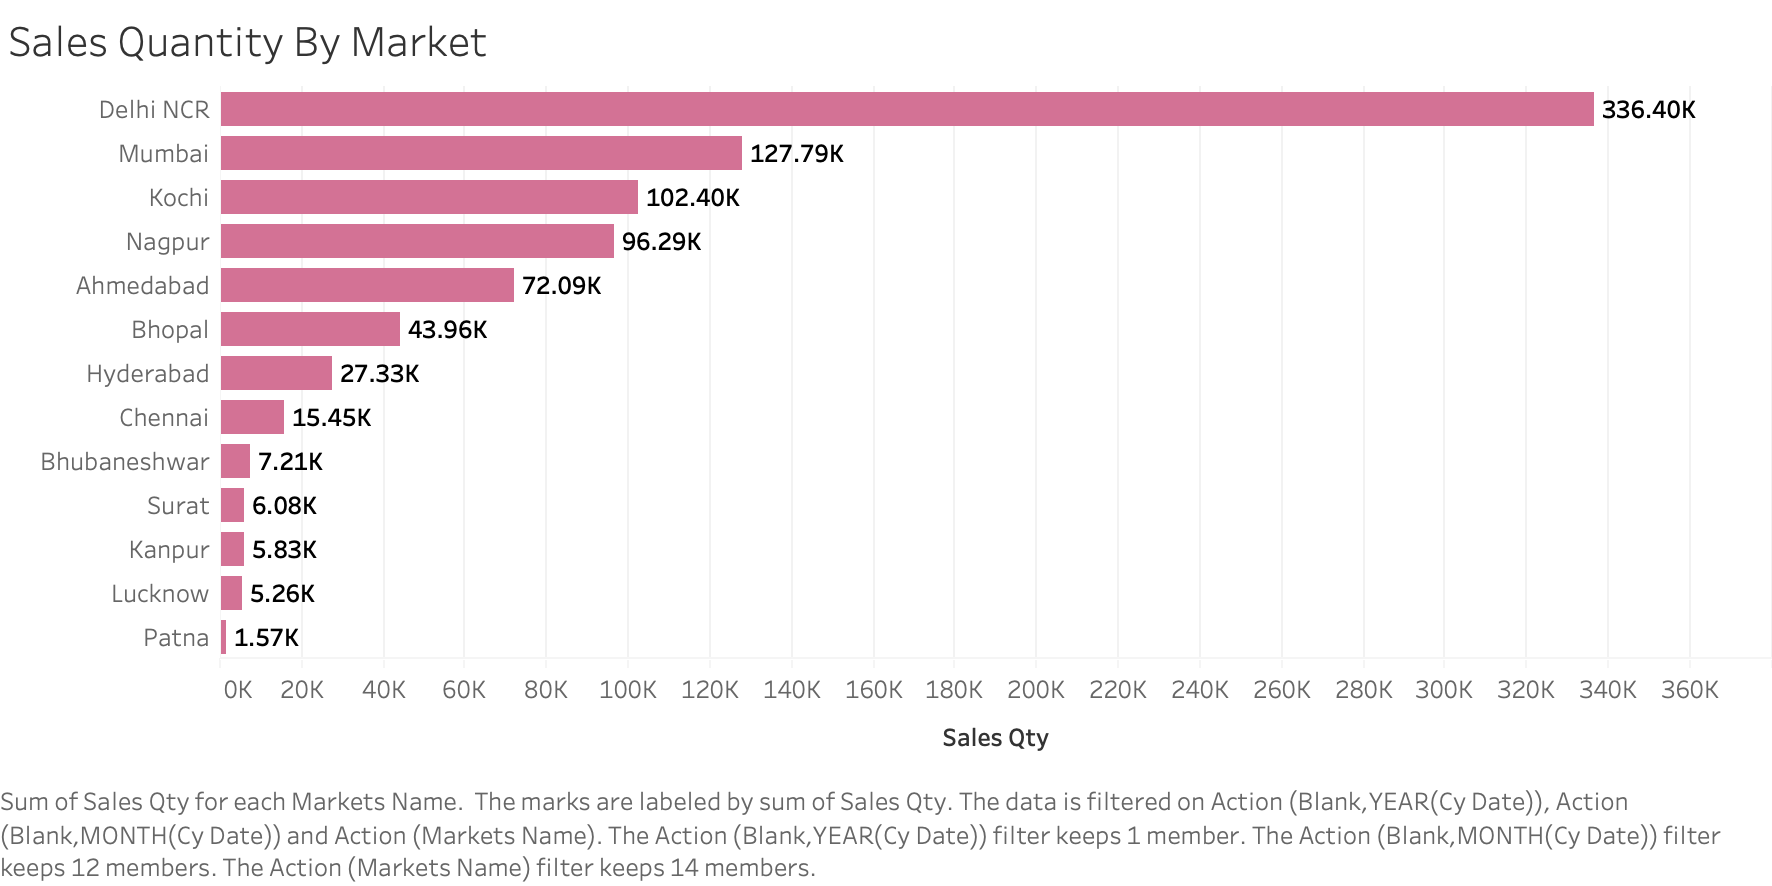 Sales Quantity By Market
Delhi NCR 336.40K
Mumbai 127.79K
Kochi 102.40K
Nagpur 96.29K
Ahmedabad 72.09K
Bhopal 43.96K
Hyderabad 27.33K
Chennai 15.45K
Bhubaneshwar 7.21K
Surat 6.08K
Kanpur 5.83K
Lucknow 5.26K
Patna 1.57K
0K 20K 40K 60K 80K 100K 120K 140K 160K 180K 200K 220K 240K 260K 280K 300K 320K 340K 360K
Sales Qty
Sum of Sales Qty for each Markets Name.  The marks are labeled by sum of Sales Qty. The data is filtered on Action (Blank,YEAR(Cy Date)), Action
(Blank,MONTH(Cy Date)) and Action (Markets Name). The Action (Blank,YEAR(Cy Date)) filter keeps 1 member. The Action (Blank,MONTH(Cy Date)) filter
keeps 12 members. The Action (Markets Name) filter keeps 14 members.